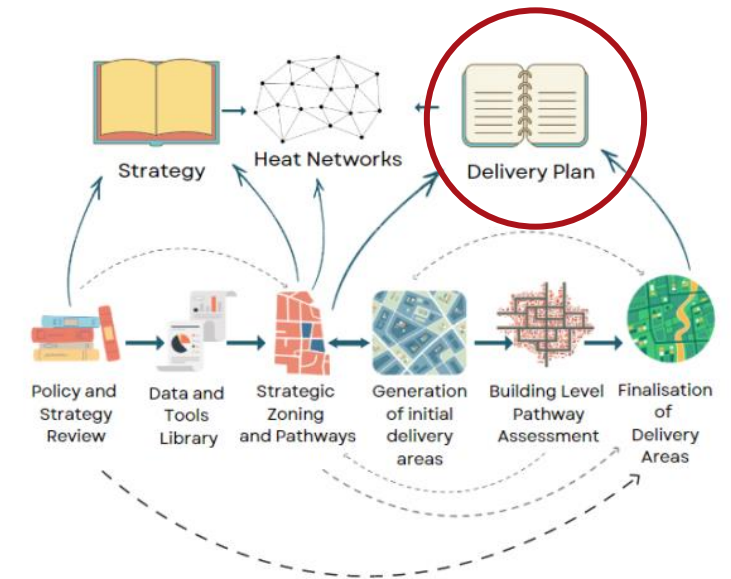 Strategy
Heat Networks
Delivery Plan
Policy and
Strategy
Review
Data and
Tools
Library
Strategic
Zoning
and Pathways
Generation
of initial
delivery
areas
Building Level
Pathway
Assessment
Finalisation
of
Delivery
Areas